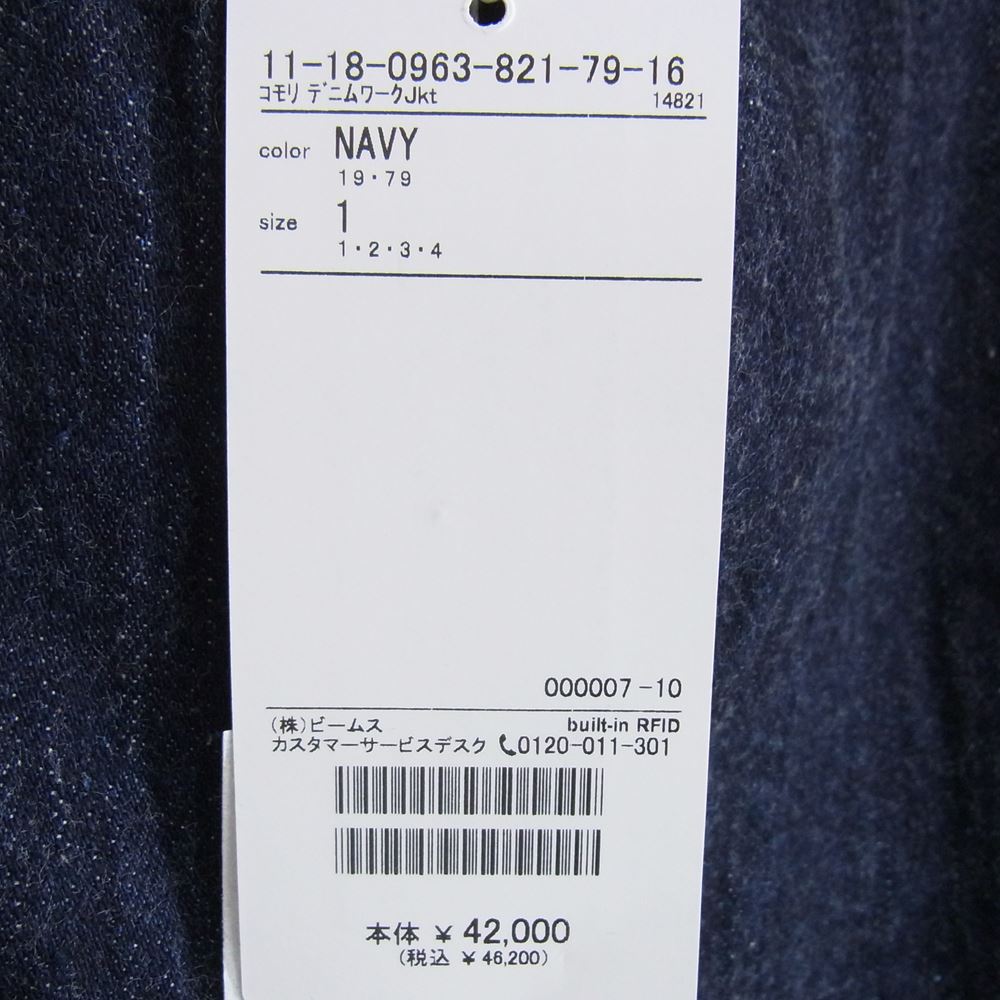 11-18-0963-821-79-16
コモリ デニムワークJkt 14821
color NAVY
19・79
size 1
1・2・3・4
000007-10
(株)ビームス built-in RFID
カスタマーサービスデスク 0120-011-301
本体 ¥ 42,000
(税込 ¥ 46,200)